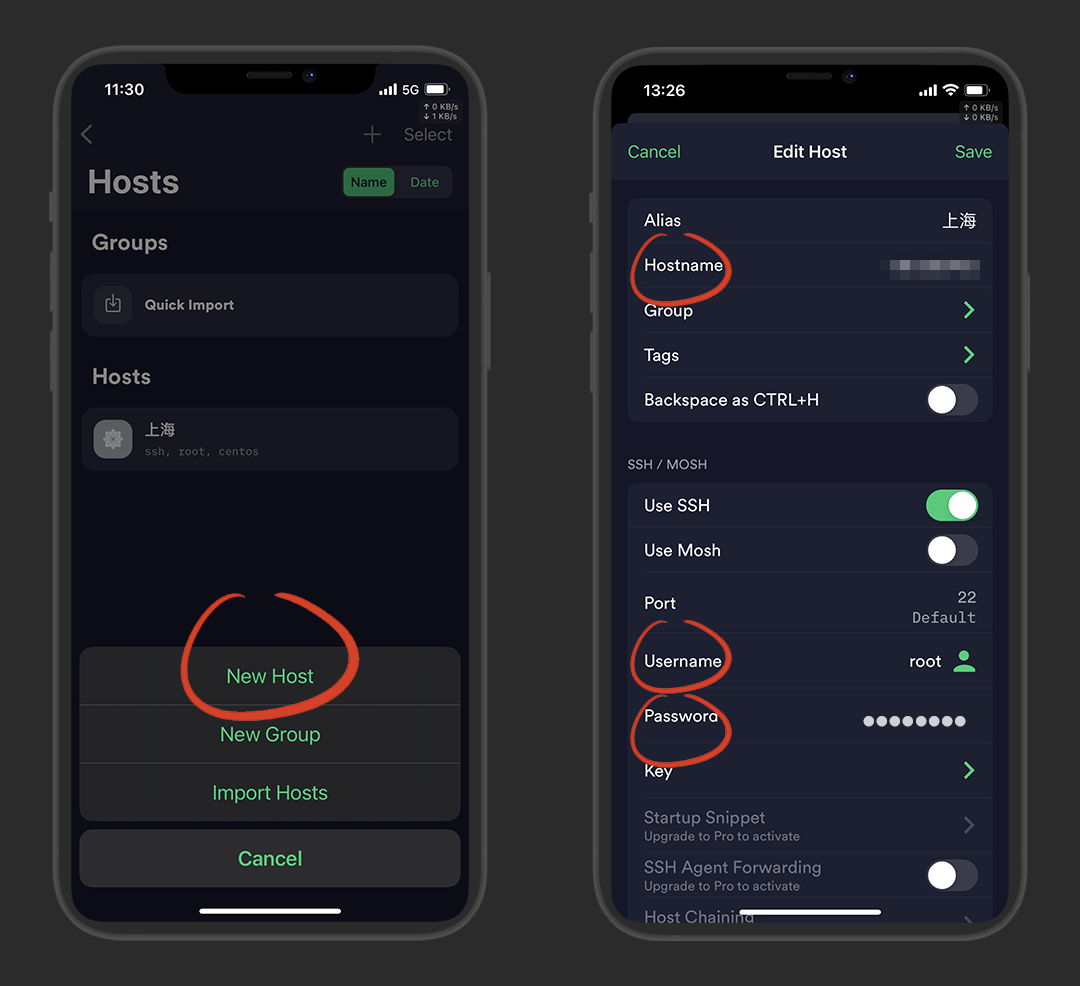 11:30
5G
↑ 0 KB/s
↓ 1 KB/s
Select
Hosts
Name
Date
Groups
Quick Import
Hosts
上海
ssh, root, centos
New Host
New Group
Import Hosts
Cancel
13:26
↑ 0 KB/s
↓ 0 KB/s
Cancel
Edit Host
Save
Alias
上海
Hostname
Group
Tags
Backspace as CTRL+H
SSH / MOSH
Use SSH
Use Mosh
Port
22
Default
Username
root
Password
Key
Startup Snippet
Upgrade to Pro to activate
SSH Agent Forwarding
Upgrade to Pro to activate
Host Chaining